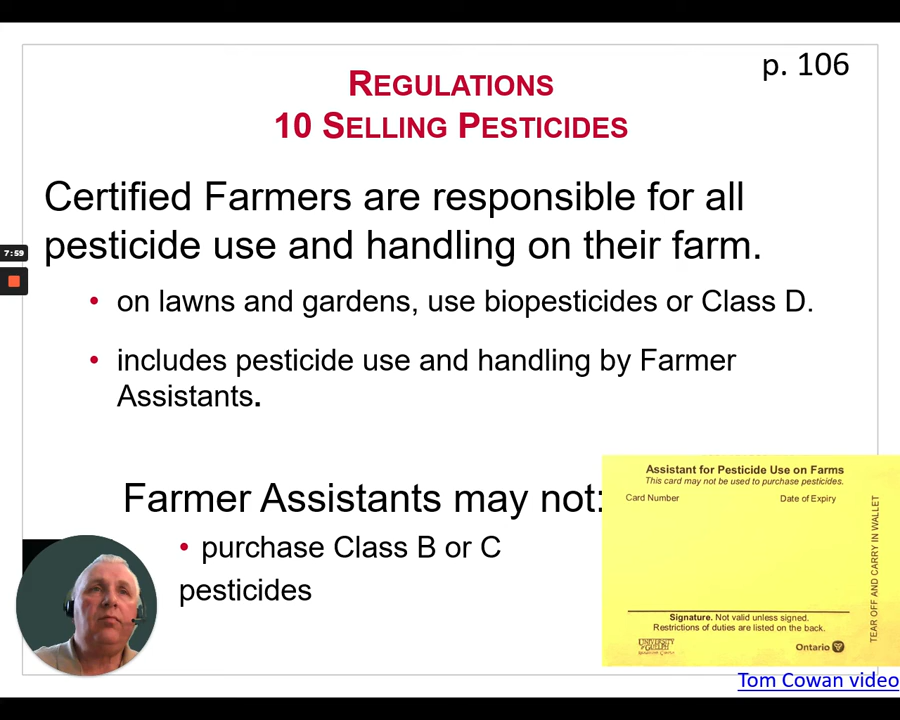 p. 106
REGULATIONS
10 SELLING PESTICIDES
Certified Farmers are responsible for all
pesticide use and handling on their farm.
7:59
• on lawns and gardens, use biopesticides or Class D.
• includes pesticide use and handling by Farmer
Assistants.
Farmer Assistants may not:
• purchase Class B or C
pesticides
Assistant for Pesticide Use on Farms
This card may not be used to purchase pesticides.
Card Number Date of Expiry
TEAR OFF AND CARRY IN WALLET
Signature. Not valid unless signed.
Restrictions of duties are listed on the back.
UNIVERSITY
of GUELPH
Ontario
Tom Cowan video